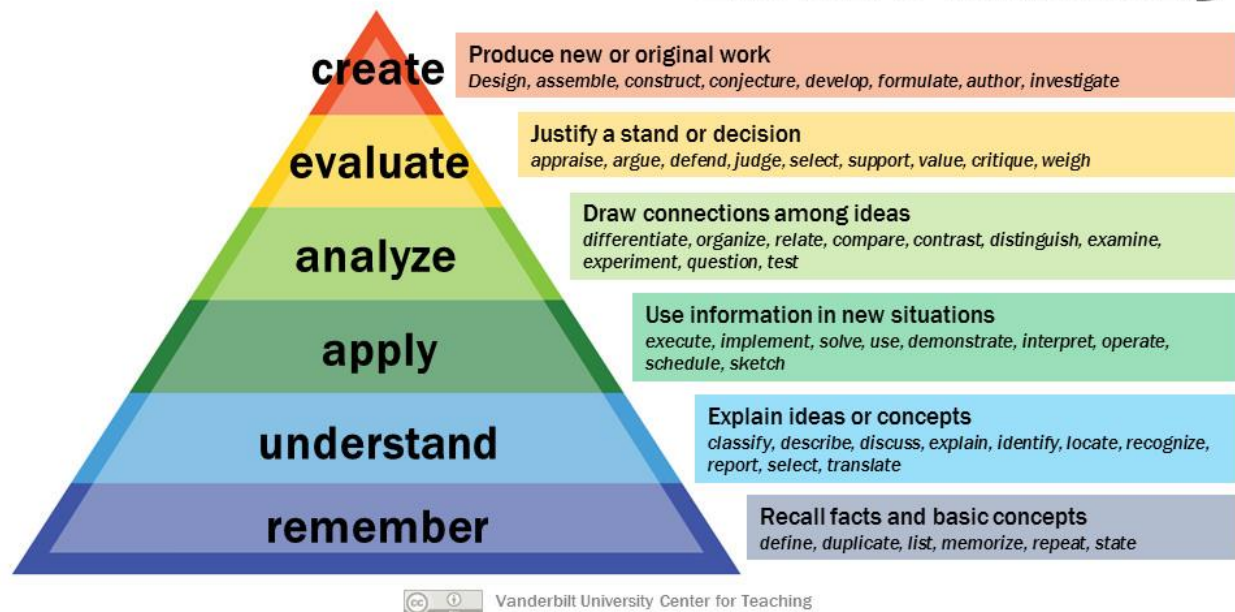 create
Produce new or original work
Design, assemble, construct, conjecture, develop, formulate, author, investigate
evaluate
Justify a stand or decision
appraise, argue, defend, judge, select, support, value, critique, weigh
analyze
Draw connections among ideas
differentiate, organize, relate, compare, contrast, distinguish, examine,
experiment, question, test
apply
Use information in new situations
execute, implement, solve, use, demonstrate, interpret, operate,
schedule, sketch
understand
Explain ideas or concepts
classify, describe, discuss, explain, identify, locate, recognize,
report, select, translate
remember
Recall facts and basic concepts
define, duplicate, list, memorize, repeat, state
cc
Vanderbilt University Center for Teaching